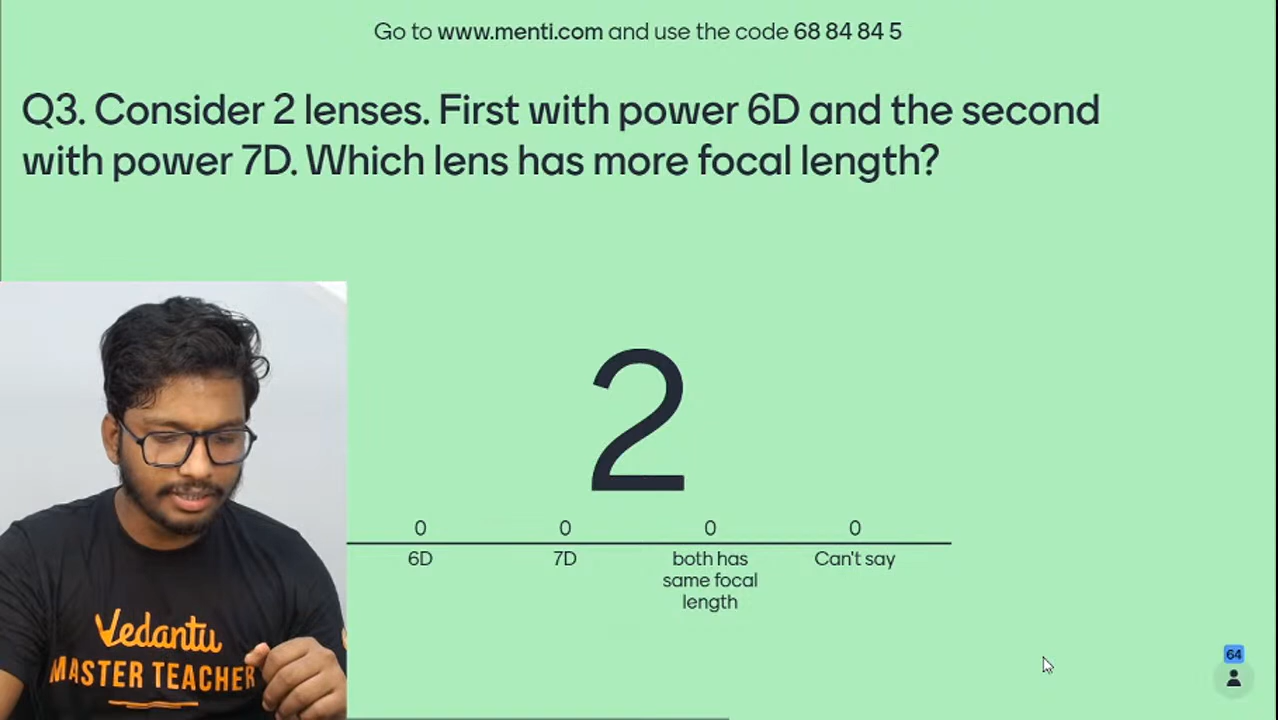 Go to www.menti.com and use the code 68 84 84 5
Q3. Consider 2 lenses. First with power 6D and the second
with power 7D. Which lens has more focal length?
2
0 0 0 0
6D 7D both has Can't say
same focal
length
Vedantu
MASTER TEACHER
64